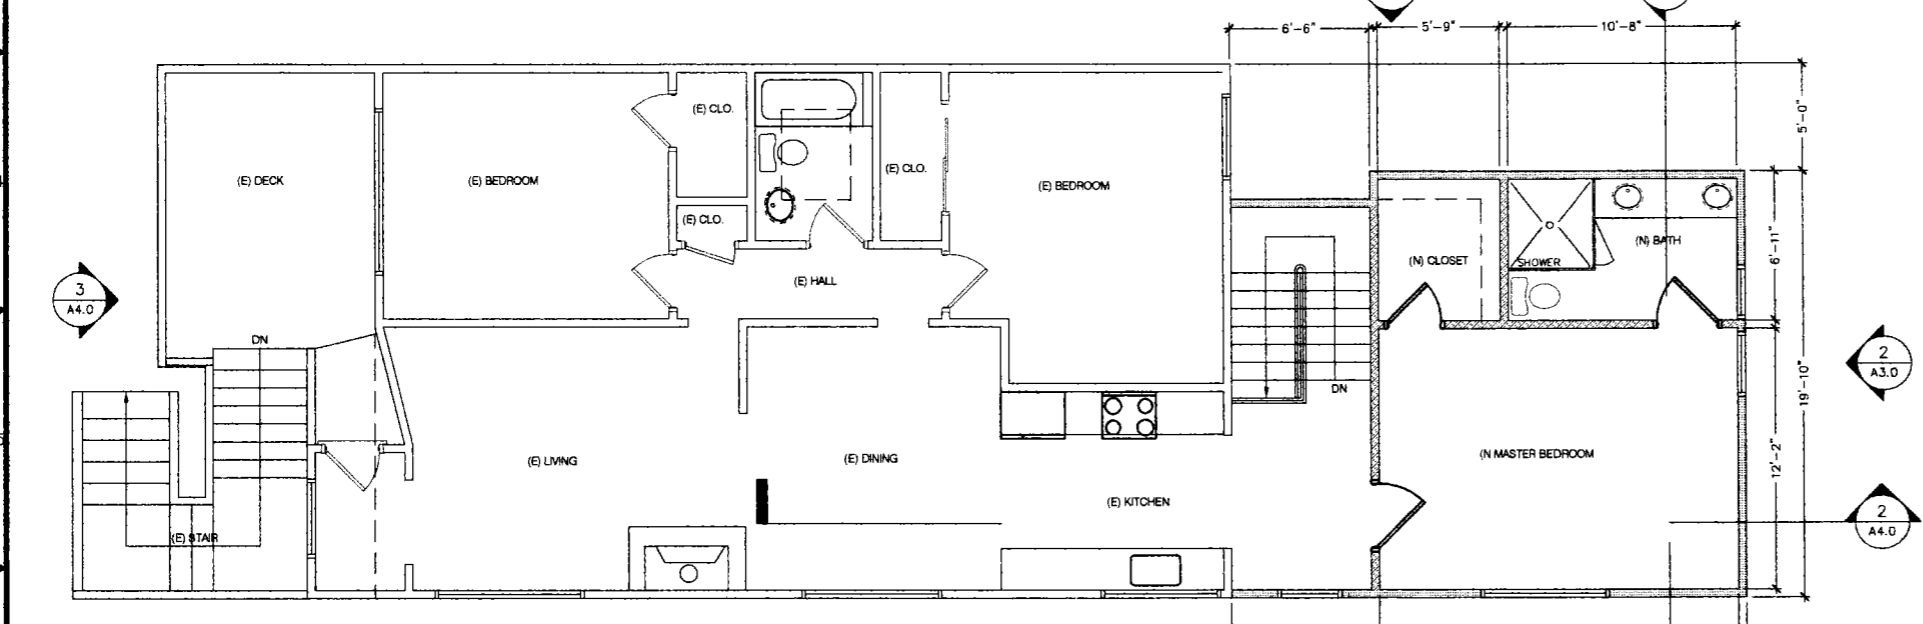 6'-6"
5'-9"
10'-8"
5'-0"
(E) CLO.
(E) CLO.
(E) DECK
(E) BEDROOM
(E) BEDROOM
(E) CLO.
6'-11"
(N) BATH
(N) CLOSET
SHOWER
(E) HALL
3
A4.0
DN
2
A3.0
DN
19'-10"
(E) LIVING
(E) DINING
(N MASTER BEDROOM
12'-2"
(E) KITCHEN
2
A4.0
(E) STAIR